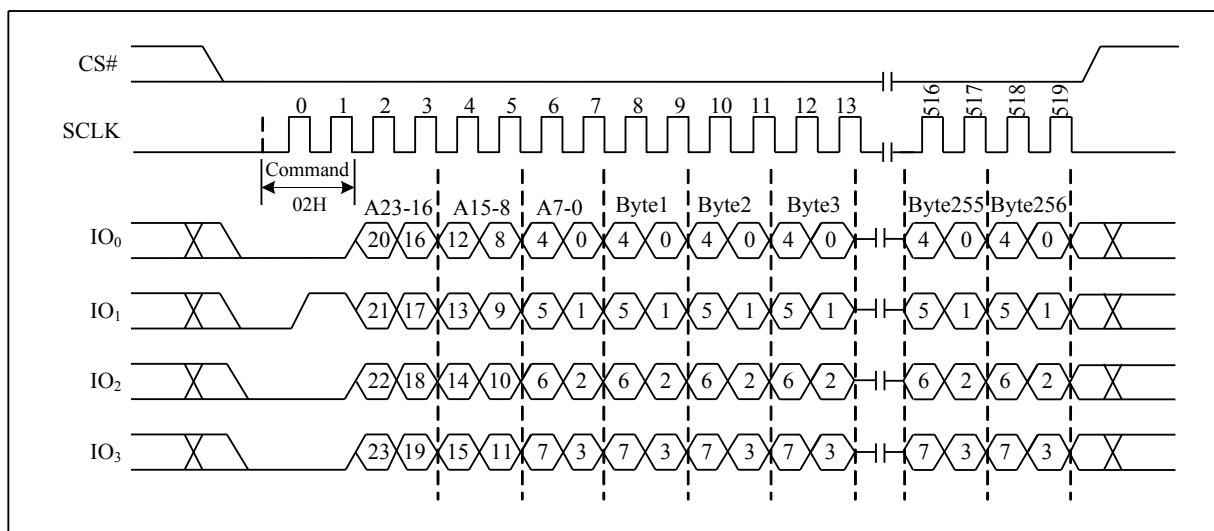 CS#
0 1 2 3 4 5 6 7 8 9 10 11 12 13 516 517 518 519
SCLK
Command
02H
A23-16 A15-8 A7-0 Byte1 Byte2 Byte3 Byte255 Byte256
IO0 20 16 12 8 4 0 4 0 4 0 4 0 4 0 4 0
IO1 21 17 13 9 5 1 5 1 5 1 5 1 5 1 5 1
IO2 22 18 14 10 6 2 6 2 6 2 6 2 6 2 6 2
IO3 23 19 15 11 7 3 7 3 7 3 7 3 7 3 7 3